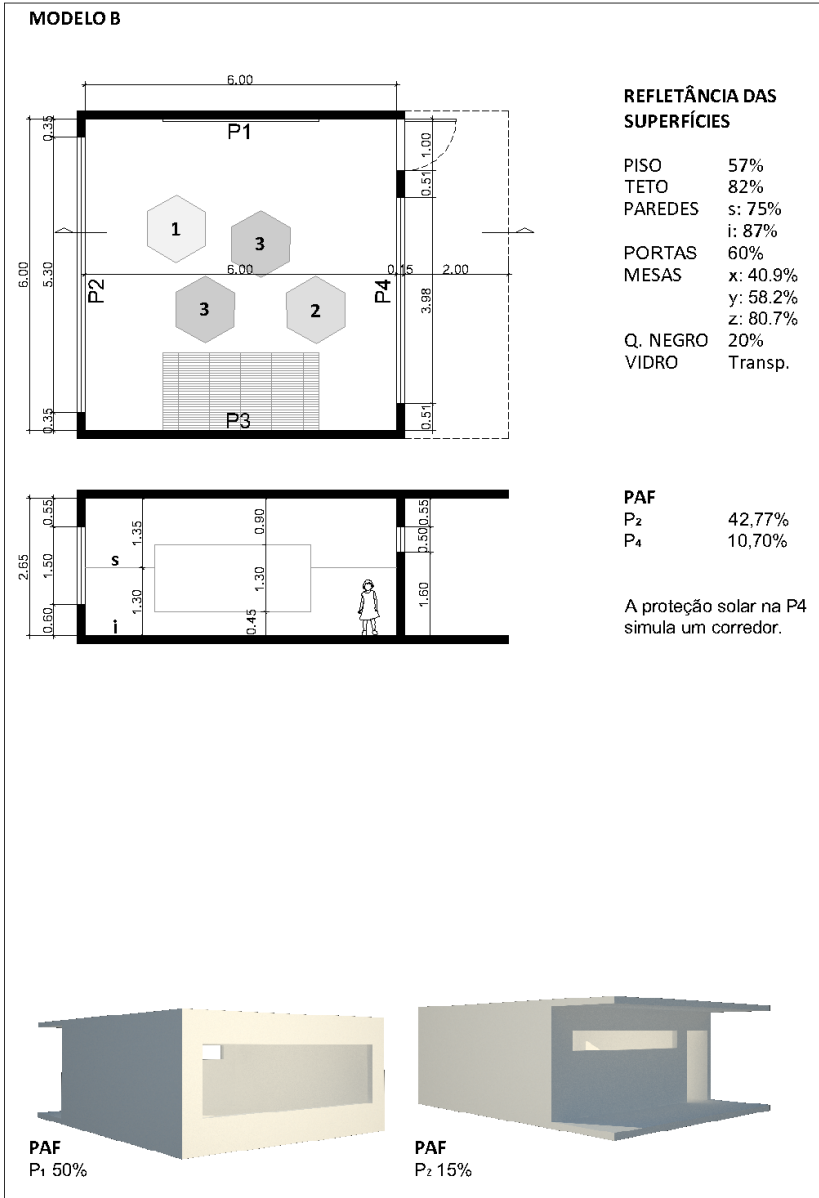 MODELO B
6.00
0.35
P1
1.00
0.51
1
3
6.00
5.30
P2
6.00
0.15
2.00
P4
3.98
3
2
0.35
P3
0.51
REFLETÂNCIA DAS
SUPERFÍCIES
PISO 57%
TETO 82%
PAREDES s: 75%
i: 87%
PORTAS 60%
MESAS x: 40.9%
y: 58.2%
z: 80.7%
Q. NEGRO 20%
VIDRO Transp.
0.55
1.35
0.90
0.55
2.65
1.50
s
0.50
1.30
1.30
1.60
0.60
i
0.45
PAF
P2 42,77%
P4 10,70%
A proteção solar na P4
simula um corredor.
PAF
P1 50%
PAF
P2 15%